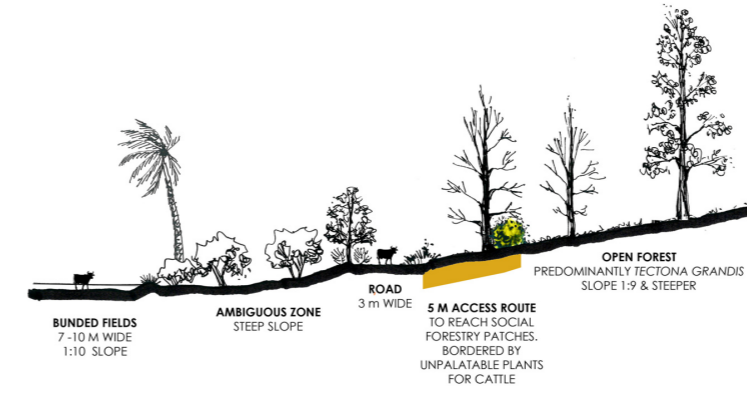 BUNDED FIELDS
7 -10 M WIDE
1:10 SLOPE
AMBIGUOUS ZONE
STEEP SLOPE
ROAD
3 m WIDE
5 M ACCESS ROUTE
TO REACH SOCIAL
FORESTRY PATCHES.
BORDERED BY
UNPALATABLE PLANTS
FOR CATTLE
OPEN FOREST
PREDOMINANTLY TECTONA GRANDIS
SLOPE 1:9 & STEEPER